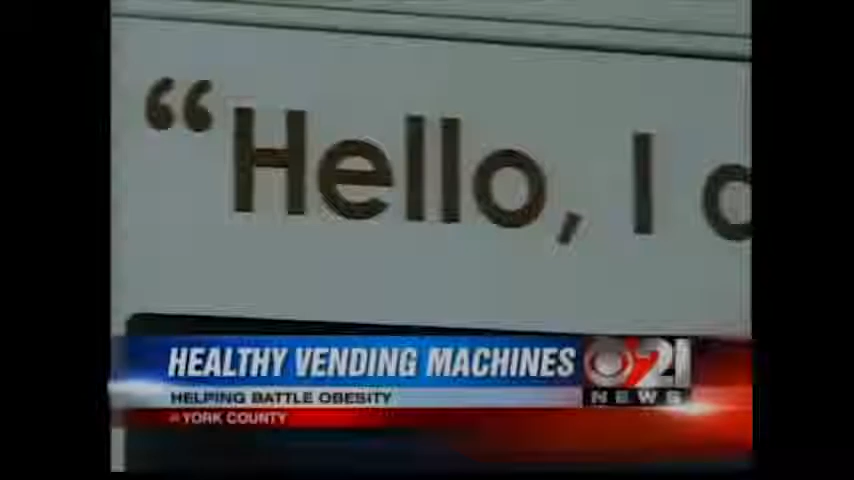 “Hello, I
HEALTHY VENDING MACHINES
21
HELPING BATTLE OBESITY
NEWS
YORK COUNTY